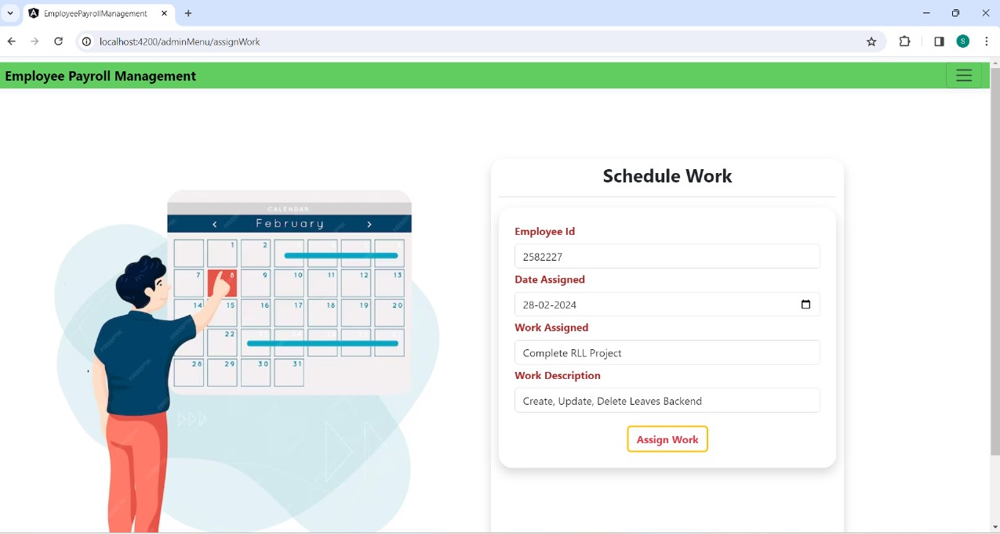 EmployeePayrollManagement
localhost:4200/adminMenu/assignWork
S
Employee Payroll Management
CALENDAR
February
1 2
7 8 9 10 11 12 13
14 15 16 17 18 19 20
22
28 29 30 31
Schedule Work
Employee Id
2582227
Date Assigned
28-02-2024
Work Assigned
Complete RLL Project
Work Description
Create, Update, Delete Leaves Backend
Assign Work